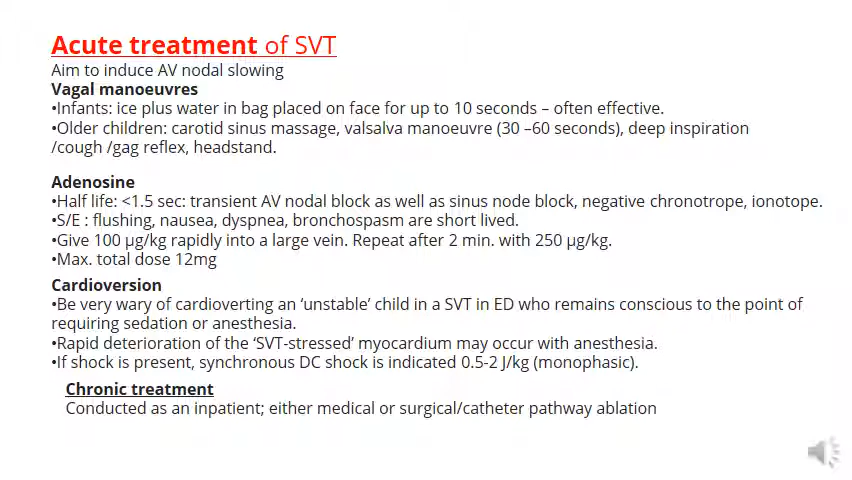 Acute treatment of SVT
Aim to induce AV nodal slowing
Vagal manoeuvres
•Infants: ice plus water in bag placed on face for up to 10 seconds – often effective.
•Older children: carotid sinus massage, valsalva manoeuvre (30 –60 seconds), deep inspiration
/cough /gag reflex, headstand.
Adenosine
•Half life: <1.5 sec: transient AV nodal block as well as sinus node block, negative chronotrope, ionotope.
•S/E : flushing, nausea, dyspnea, bronchospasm are short lived.
•Give 100 µg/kg rapidly into a large vein. Repeat after 2 min. with 250 µg/kg.
•Max. total dose 12mg
Cardioversion
•Be very wary of cardioverting an ‘unstable’ child in a SVT in ED who remains conscious to the point of
requiring sedation or anesthesia.
•Rapid deterioration of the ‘SVT-stressed’ myocardium may occur with anesthesia.
•If shock is present, synchronous DC shock is indicated 0.5-2 J/kg (monophasic).
Chronic treatment
Conducted as an inpatient; either medical or surgical/catheter pathway ablation